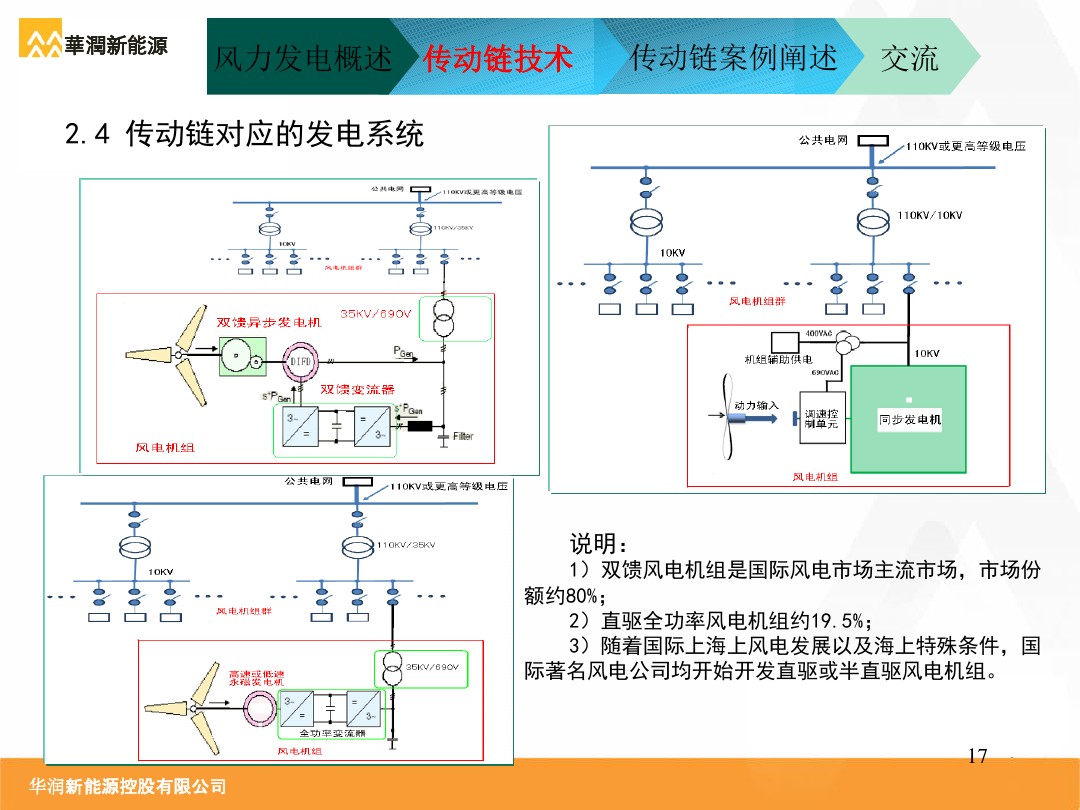 華潤新能源
风力发电概述
传动链技术
传动链案例阐述
交流
2.4 传动链对应的发电系统
公共电网
110KV或更高等级电压
110KV/35KV
10KV
风电机组群
35KV/690V
双馈异步发电机
DIFD
PGen
双馈变流器
s*PGen
s*PGen
3~
=
=
3~
Filter
风电机组
公共电网
110KV或更高等级电压
110KV/10KV
10KV
风电机组群
400VAC
机组辅助供电
10KV
690VAC
动力输入
调速控
制单元
同步发电机
风电机组
公共电网
110KV或更高等级电压
110KV/35KV
10KV
风电机组群
35KV/690V
高速或低速
永磁发电机
3~
=
=
3~
全功率变流器
风电机组
说明：
1）双馈风电机组是国际风电市场主流市场，市场份
额约80%；
2）直驱全功率风电机组约19.5%；
3）随着国际上海上风电发展以及海上特殊条件，国
际著名风电公司均开始开发直驱或半直驱风电机组。
17
华润新能源控股有限公司